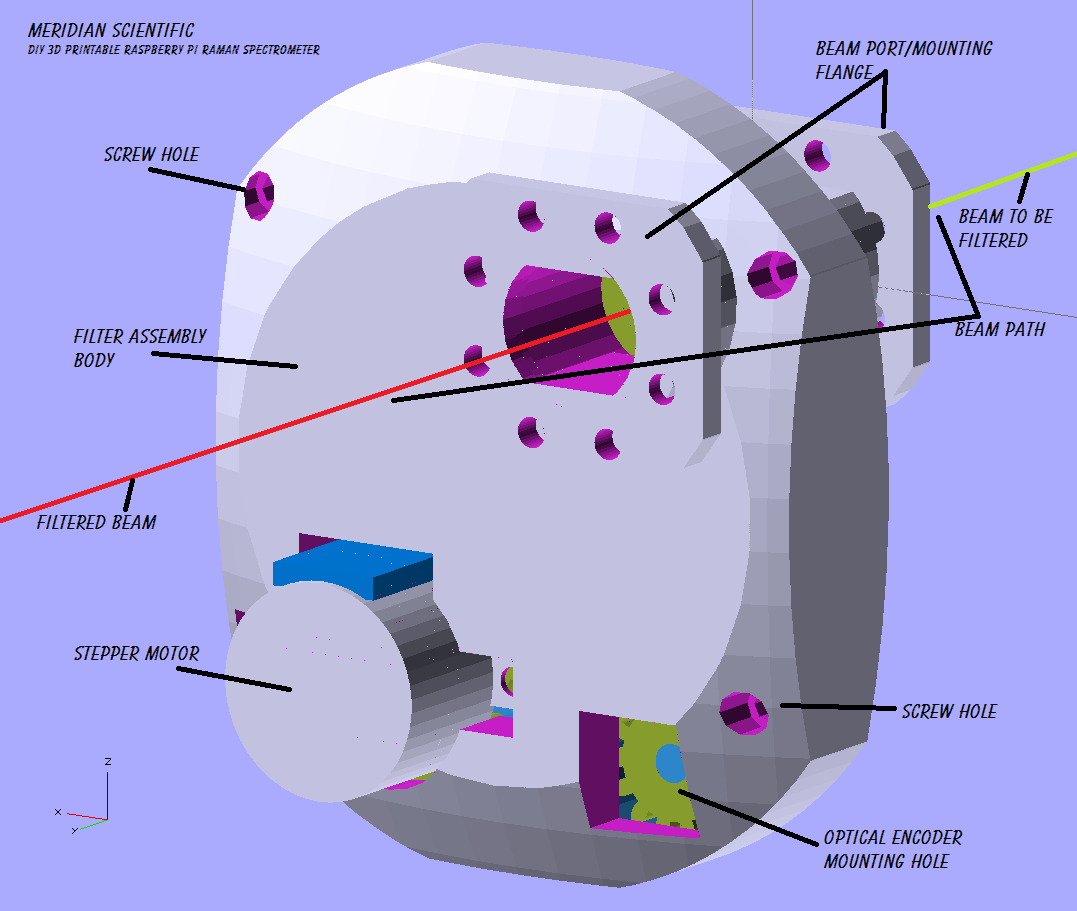 MERIDIAN SCIENTIFIC
DIY 3D PRINTABLE RASPBERRY PI RAMAN SPECTROMETER
BEAM PORT/MOUNTING
FLANGE
SCREW HOLE
BEAM TO BE
FILTERED
BEAM PATH
FILTER ASSEMBLY
BODY
FILTERED BEAM
STEPPER MOTOR
SCREW HOLE
Z
X
Y
OPTICAL ENCODER
MOUNTING HOLE